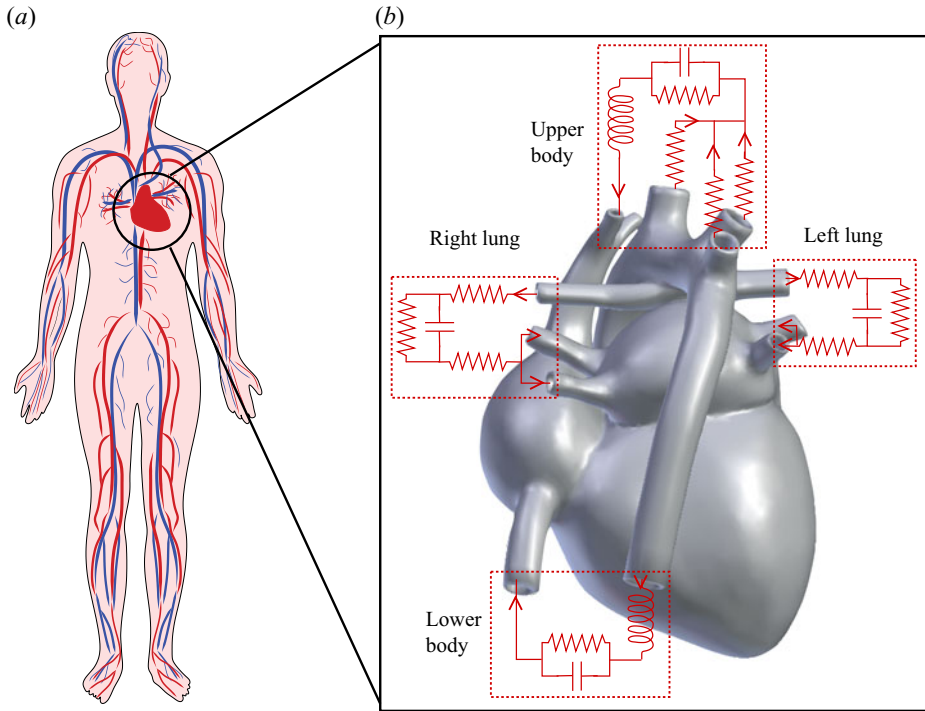 (a)
(b)
Upper
body
Right lung
Left lung
Lower
body